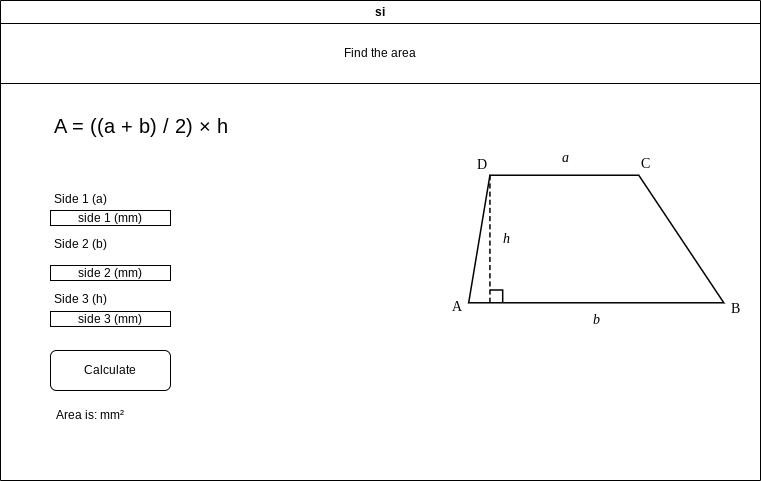 si
Find the area
A = ((a + b) / 2) × h
Side 1 (a)
side 1 (mm)
Side 2 (b)
side 2 (mm)
Side 3 (h)
side 3 (mm)
Calculate
Area is: mm²
D
a
C
h
A
B
b